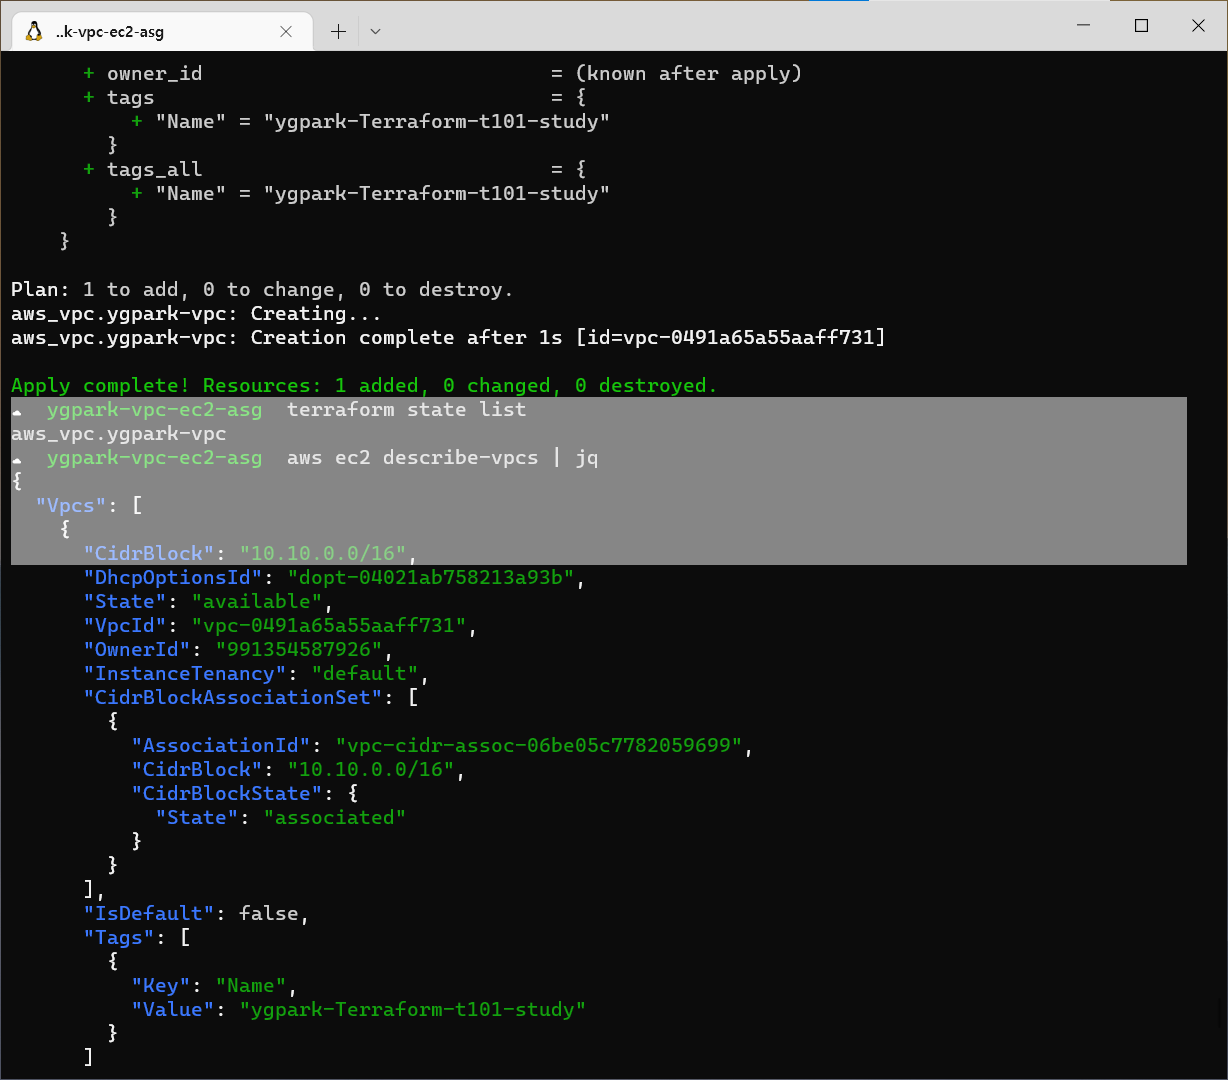 ..k-vpc-ec2-asg
+ owner_id = (known after apply)
+ tags = {
+ "Name" = "ygpark-Terraform-t101-study"
}
+ tags_all = {
+ "Name" = "ygpark-Terraform-t101-study"
}
}
Plan: 1 to add, 0 to change, 0 to destroy.
aws_vpc.ygpark-vpc: Creating...
aws_vpc.ygpark-vpc: Creation complete after 1s [id=vpc-0491a65a55aaff731]
Apply complete! Resources: 1 added, 0 changed, 0 destroyed.
ygpark-vpc-ec2-asg terraform state list
aws_vpc.ygpark-vpc
ygpark-vpc-ec2-asg aws ec2 describe-vpcs | jq
{
"Vpcs": [
{
"CidrBlock": "10.10.0.0/16",
"DhcpOptionsId": "dopt-04021ab758213a93b",
"State": "available",
"VpcId": "vpc-0491a65a55aaff731",
"OwnerId": "991354587926",
"InstanceTenancy": "default",
"CidrBlockAssociationSet": [
{
"AssociationId": "vpc-cidr-assoc-06be05c7782059699",
"CidrBlock": "10.10.0.0/16",
"CidrBlockState": {
"State": "associated"
}
}
],
"IsDefault": false,
"Tags": [
{
"Key": "Name",
"Value": "ygpark-Terraform-t101-study"
}
]